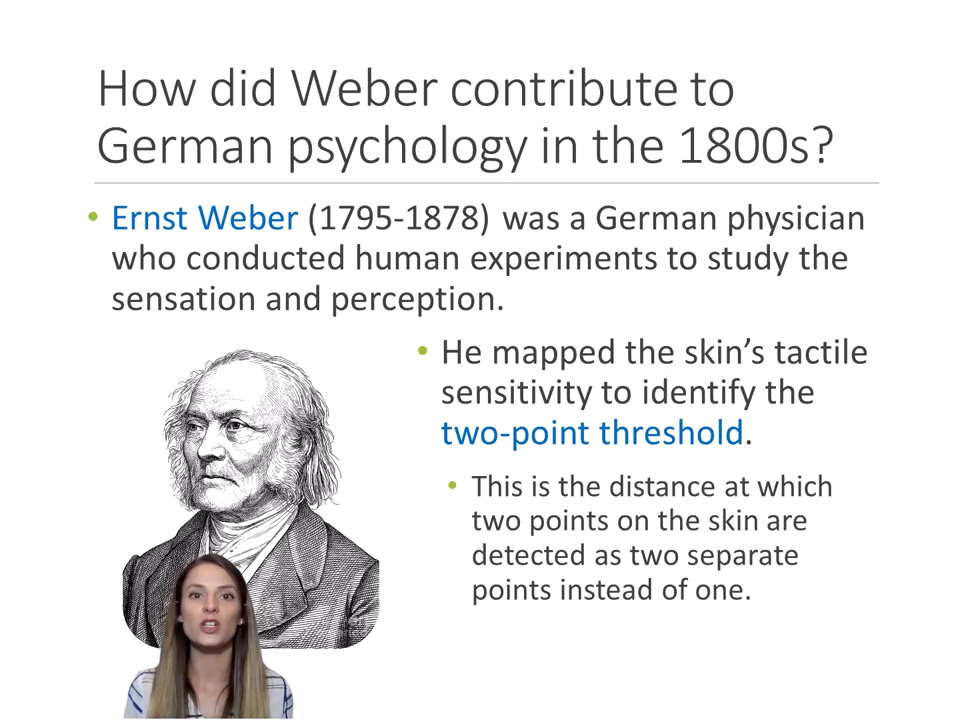 How did Weber contribute to
German psychology in the 1800s?
• Ernst Weber (1795-1878) was a German physician
who conducted human experiments to study the
sensation and perception.
• He mapped the skin’s tactile
sensitivity to identify the
two-point threshold.
• This is the distance at which
two points on the skin are
detected as two separate
points instead of one.